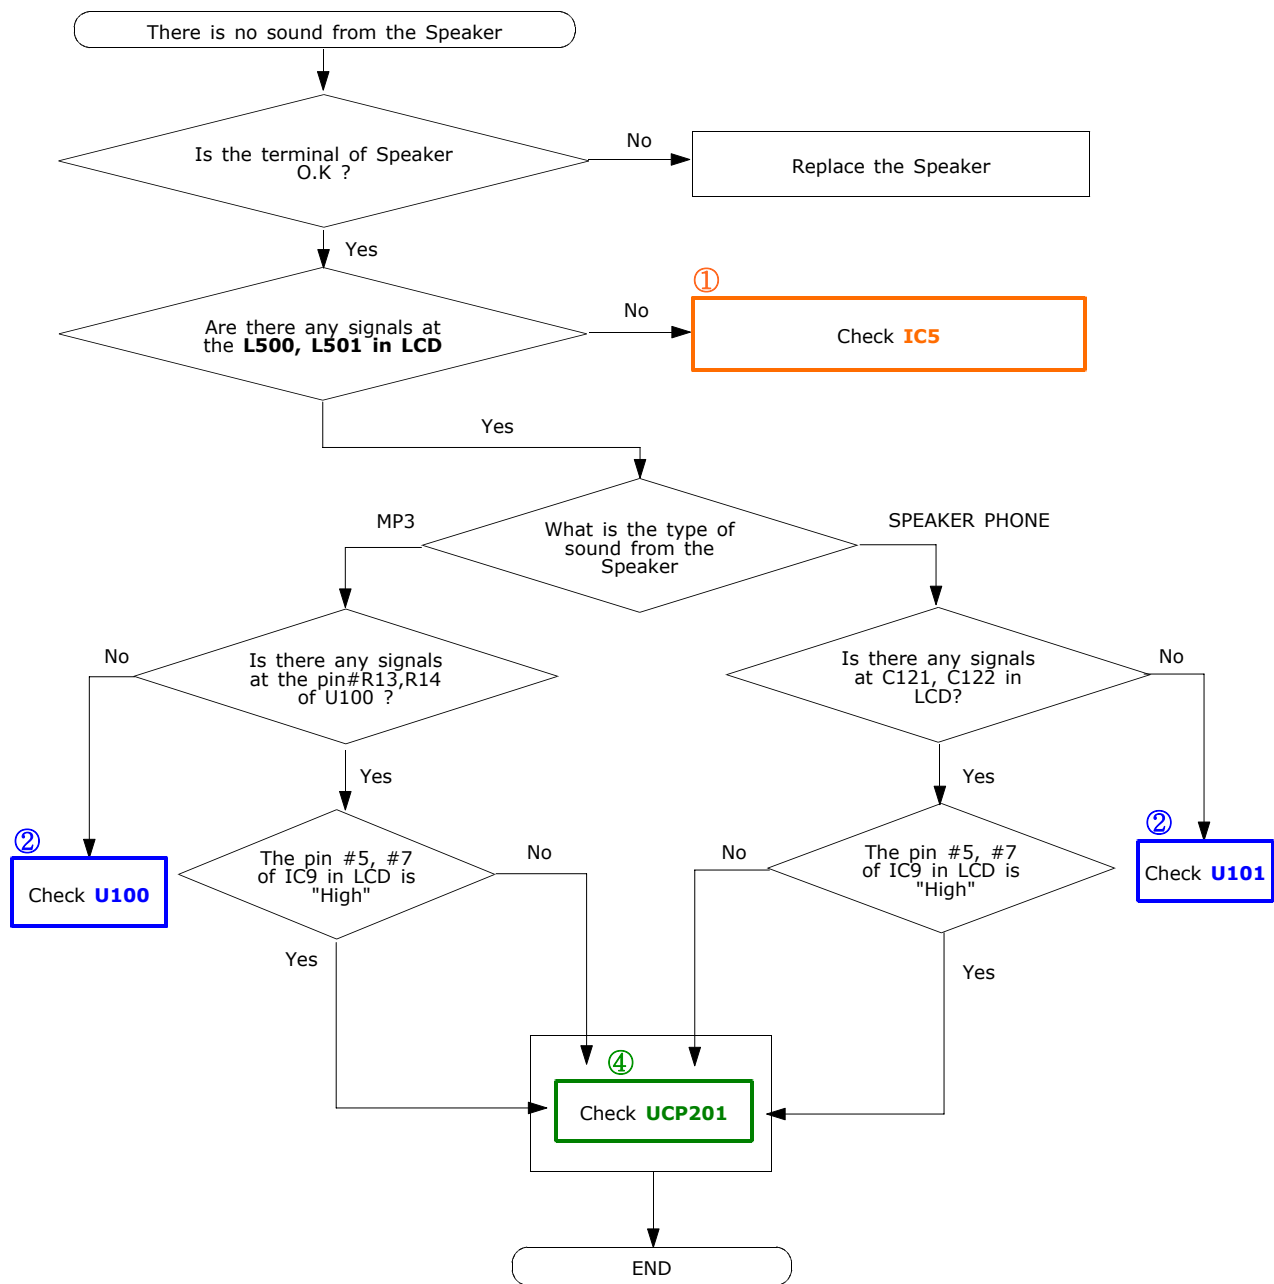 There is no sound from the Speaker
Is the terminal of Speaker
O.K ?
No
Replace the Speaker
Yes
①
Are there any signals at
the L500, L501 in LCD
No
Check IC5
Yes
MP3
What is the type of
sound from the
Speaker
SPEAKER PHONE
No
Is there any signals
at the pin#R13,R14
of U100 ?
Is there any signals
at C121, C122 in
LCD?
No
Yes
Yes
②
Check U100
The pin #5, #7
of IC9 in LCD is
"High"
No
No
The pin #5, #7
of IC9 in LCD is
"High"
②
Check U101
Yes
Yes
④
Check UCP201
END